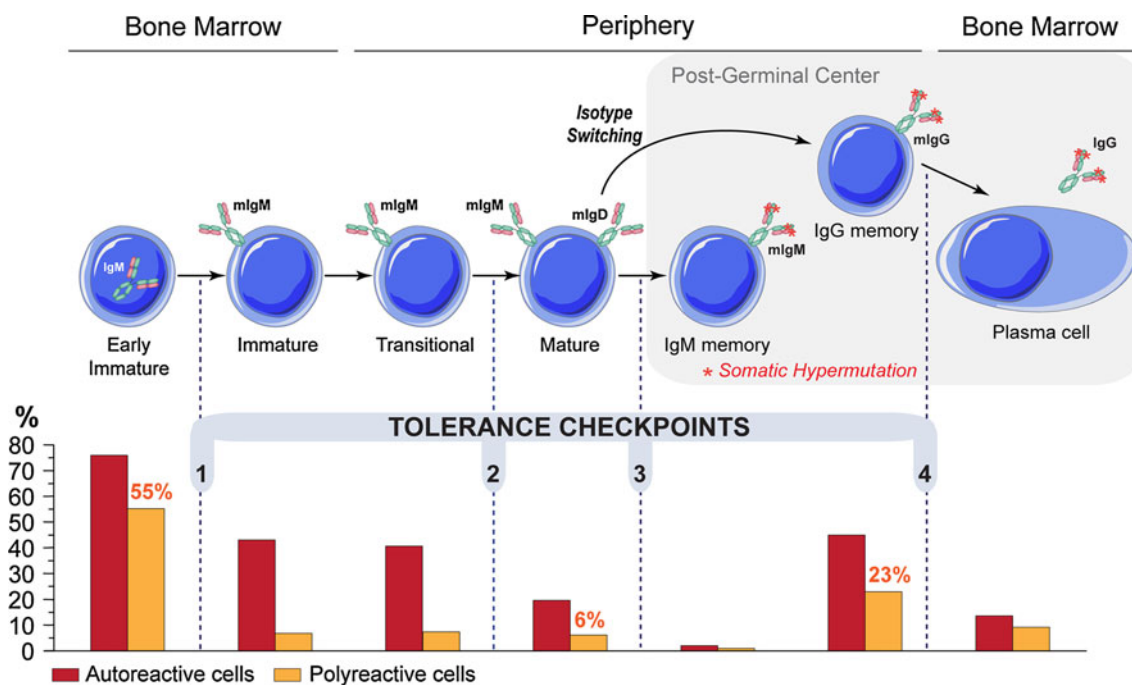 Bone Marrow
Periphery
Bone Marrow
Post-Germinal Center
Isotype
Switching
mIgG
IgG
IgG memory
mIgM
mIgM
mIgM
mIgD
mIgM
IgM
Early
Immature
Immature
Transitional
Mature
IgM memory
Plasma cell
* Somatic Hypermutation
%
TOLERANCE CHECKPOINTS
1
2
3
4
80
70
60
50
40
30
20
10
0
55%
6%
23%
Autoreactive cells
Polyreactive cells